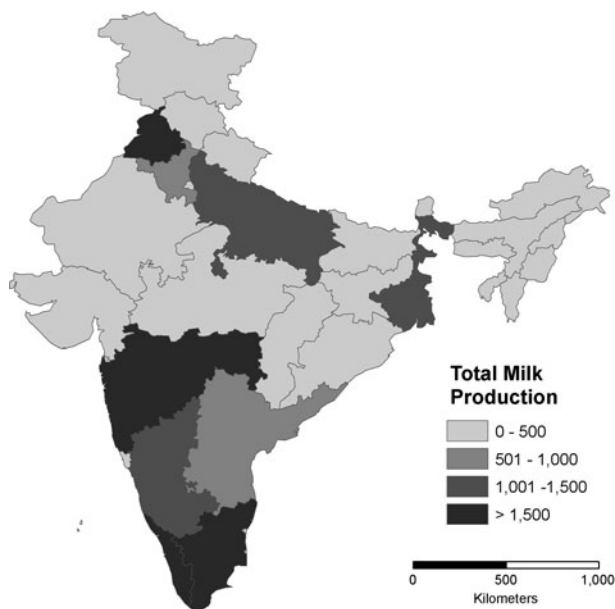 Total Milk
Production
0 - 500
501 - 1,000
1,001 -1,500
> 1,500
0 500 1,000
Kilometers